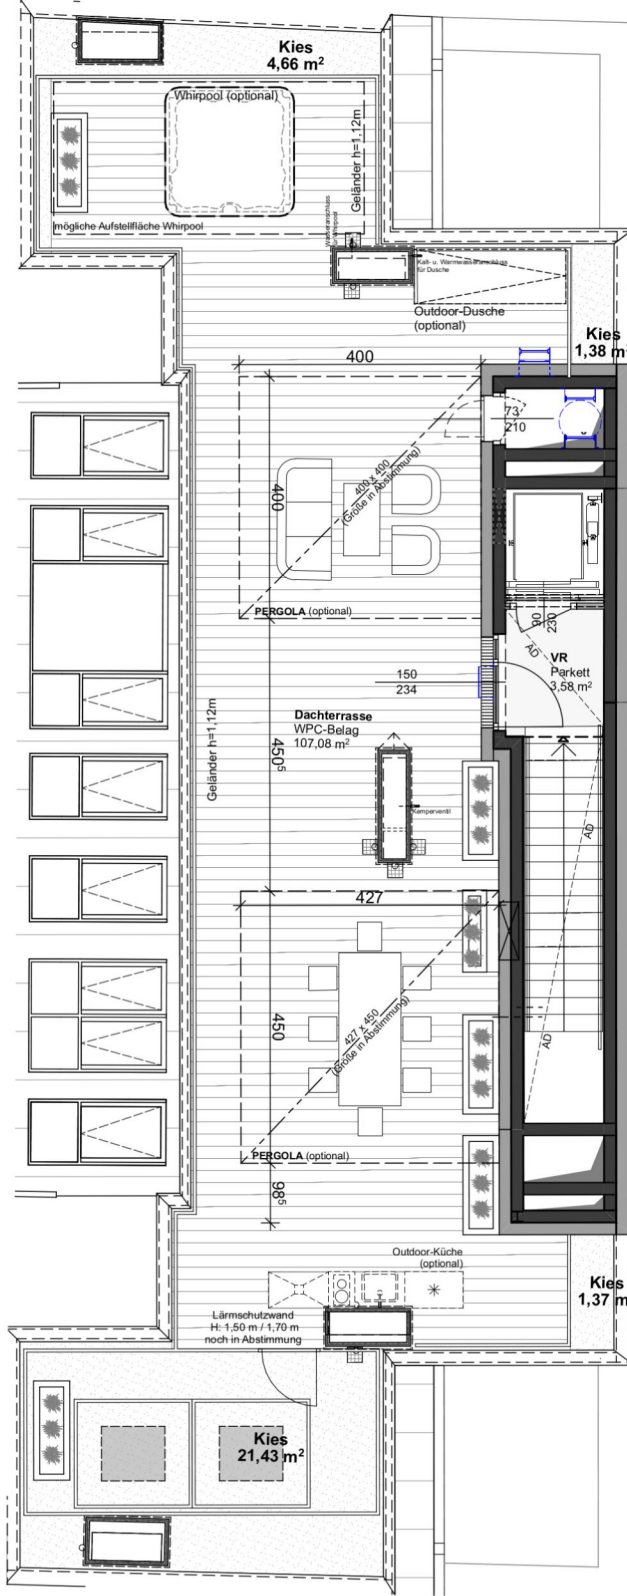 Kies
4,66 m²
Whirpool (optional)
Geländer h=1,12m
mögliche Aufstellfläche Whirpool
Kalt- u. Warmwasseranschluss
für Dusche
Outdoor-Dusche
(optional)
Kies
1,38 m²
400
73
210
400
400 x 400
(Größe in Abstimmung)
PERGOLA (optional)
90
230
AD
VR
Parkett
3,58 m²
150
234
Dachterrasse
WPC-Belag
107,08 m²
Geländer h=1,12m
450⁵
Kemperventil
AD
427
450
427 x 450
(Größe in Abstimmung)
AD
PERGOLA (optional)
98⁵
Outdoor-Küche
(optional)
Kies
1,37 m
Lärmschutzwand
H: 1,50 m / 1,70 m
noch in Abstimmung
Kies
21,43 m²